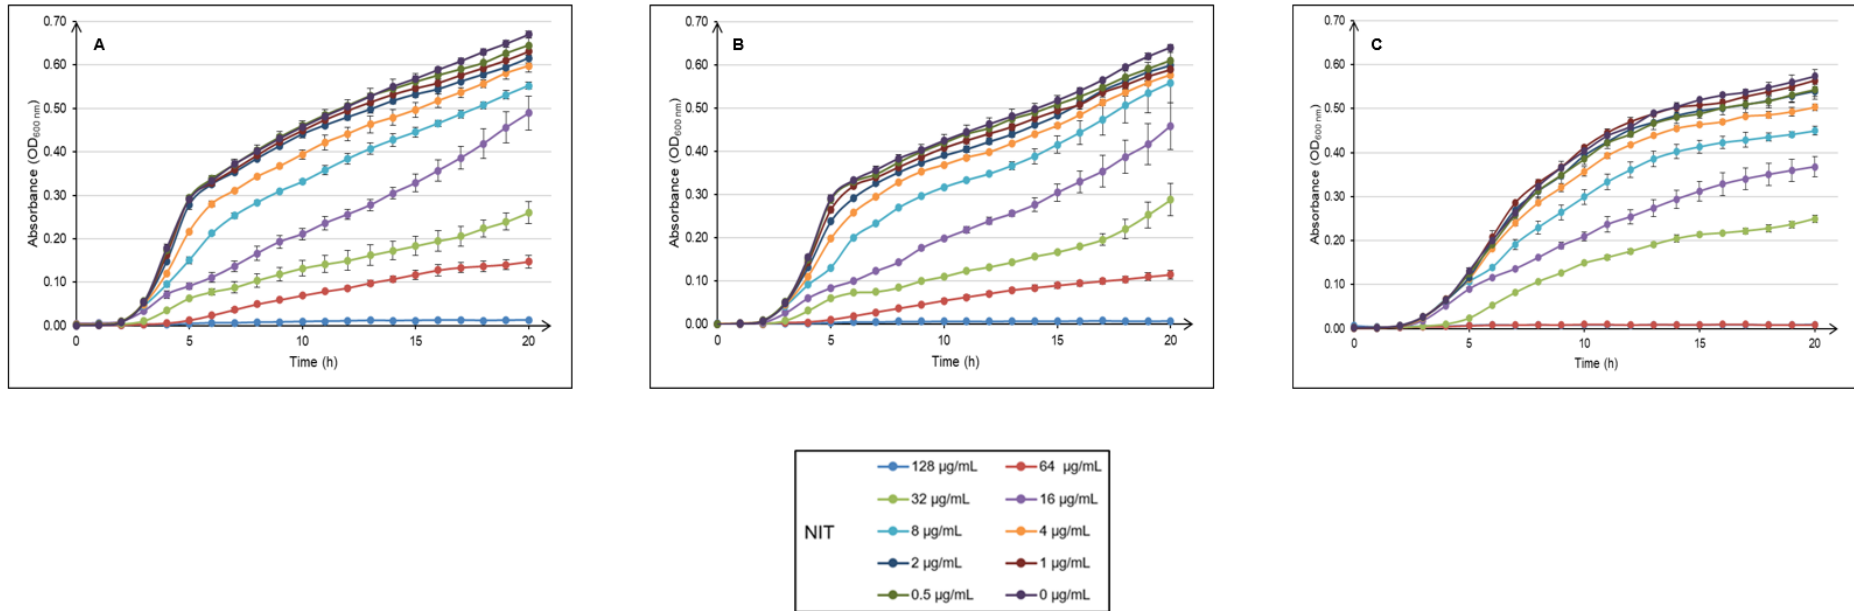 A
0.70
0.60
0.50
0.40
0.30
0.20
0.10
0.00
Absorbance (OD600 nm)
0 5 10 15 20
Time (h)
B
0.70
0.60
0.50
0.40
0.30
0.20
0.10
0.00
Absorbance (OD600 nm)
0 5 10 15 20
Time (h)
C
0.70
0.60
0.50
0.40
0.30
0.20
0.10
0.00
Absorbance (OD600 nm)
0 5 10 15 20
Time (h)
NIT
128 µg/mL 64 µg/mL
32 µg/mL 16 µg/mL
8 µg/mL 4 µg/mL
2 µg/mL 1 µg/mL
0.5 µg/mL 0 µg/mL